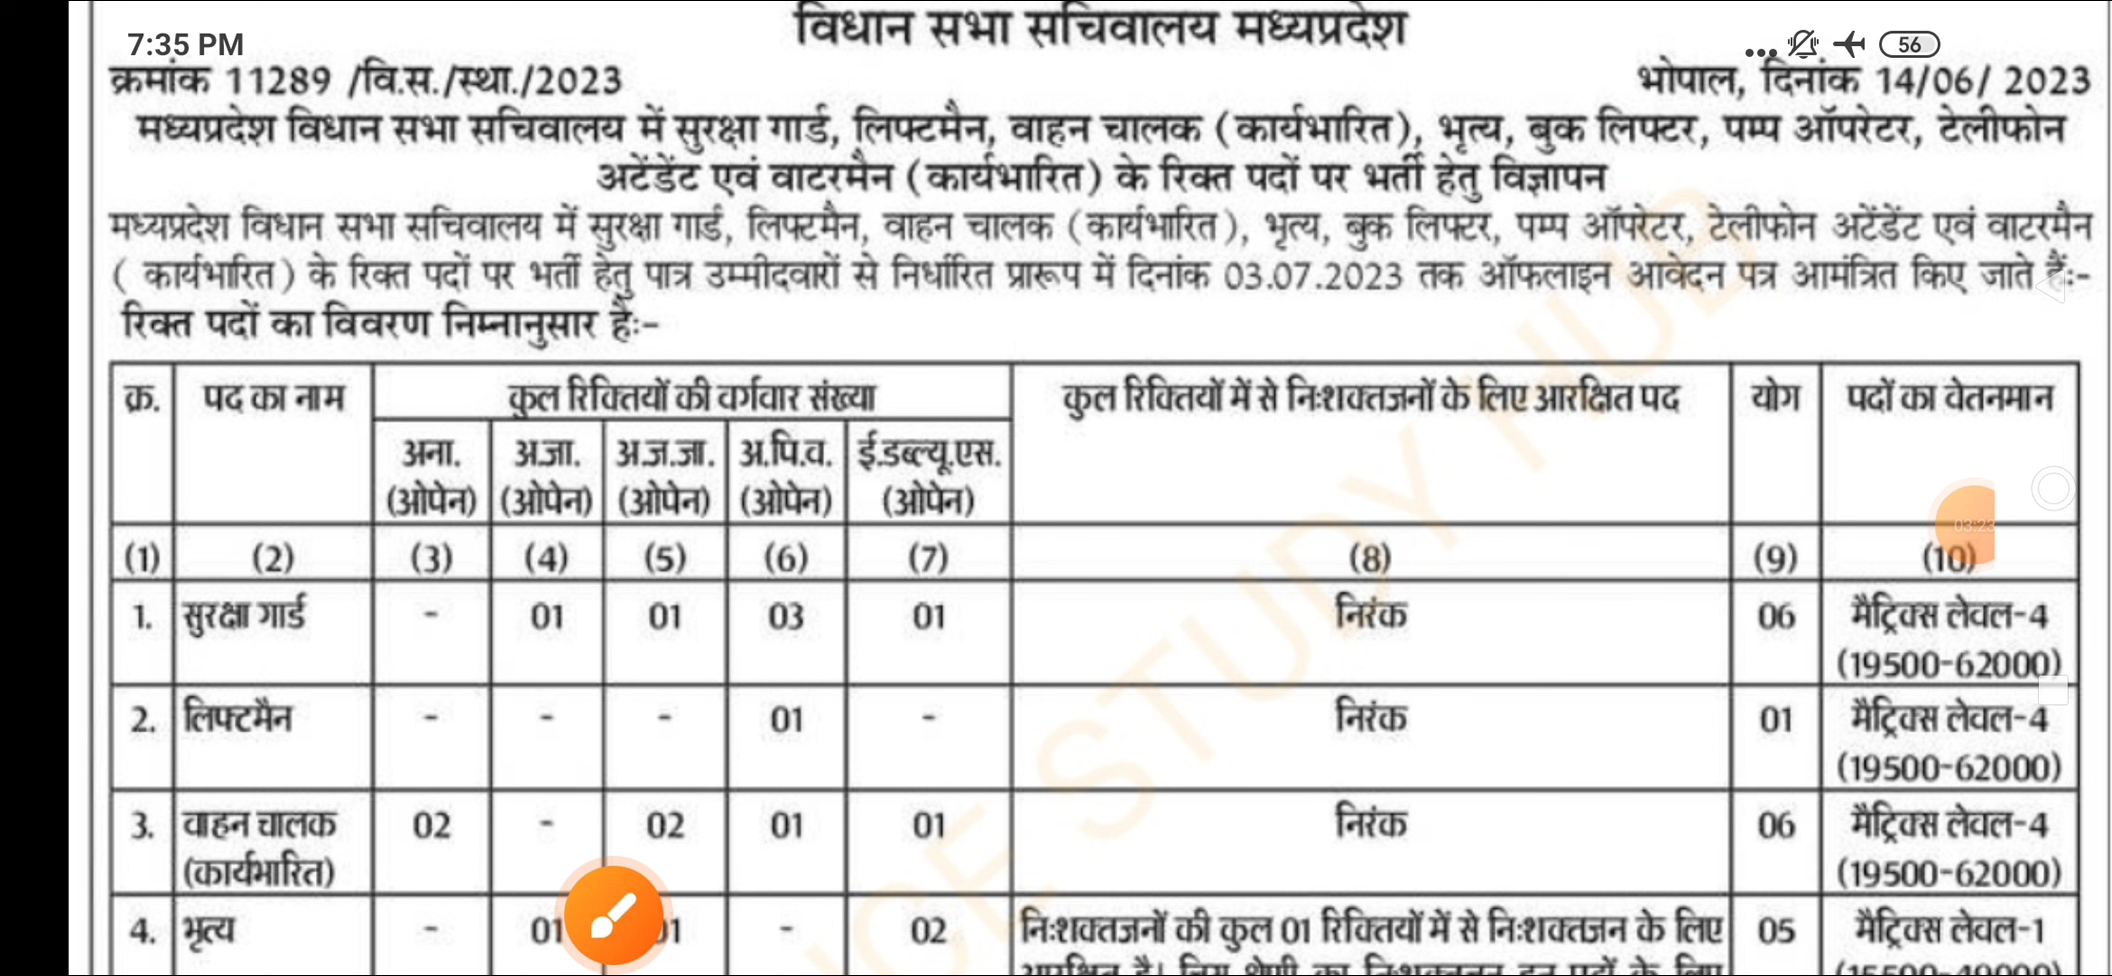 विधान सभा सचिवालय मध्यप्रदेश
7:35 PM
56
क्रमांक 11289 /वि.स./स्था./2023 भोपाल, दिनांक 14/06/ 2023
मध्यप्रदेश विधान सभा सचिवालय में सुरक्षा गार्ड, लिफ्टमैन, वाहन चालक (कार्यभारित), भृत्य, बुक लिफ्टर, पम्प ऑपरेटर, टेलीफोन
अटेंडेंट एवं वाटरमैन (कार्यभारित) के रिक्त पदों पर भर्ती हेतु विज्ञापन
मध्यप्रदेश विधान सभा सचिवालय में सुरक्षा गार्ड, लिफ्टमैन, वाहन चालक (कार्यभारित), भृत्य, बुक लिफ्टर, पम्प ऑपरेटर, टेलीफोन अटेंडेंट एवं वाटरमैन
( कार्यभारित) के रिक्त पदों पर भर्ती हेतु पात्र उम्मीदवारों से निर्धारित प्रारूप में दिनांक 03.07.2023 तक ऑफलाइन आवेदन पत्र आमंत्रित किए जाते हैं:-
रिक्त पदों का विवरण निम्नानुसार है:-
क्र. पद का नाम कुल रिक्तियों की वर्गवार संख्या कुल रिक्तियों में से निःशक्तजनों के लिए आरक्षित पद योग पदों का वेतनमान
अना. अ.जा. अ.ज.जा. अ.पि.व. ई.डब्ल्यू.एस.
(ओपेन) (ओपेन) (ओपेन) (ओपेन) (ओपेन)
03:23
(1) (2) (3) (4) (5) (6) (7) (8) (9) (10)
1. सुरक्षा गार्ड - 01 01 03 01 निरंक 06 मैट्रिक्स लेवल-4
(19500-62000)
2. लिफ्टमैन - - - 01 - निरंक 01 मैट्रिक्स लेवल-4
(19500-62000)
3. वाहन चालक 02 - 02 01 01 निरंक 06 मैट्रिक्स लेवल-4
(कार्यभारित) (19500-62000)
4. भृत्य - 01 01 - 02 निःशक्तजनों की कुल 01 रिक्तियों में से निःशक्तजन के लिए 05 मैट्रिक्स लेवल-1
STUDY HUB